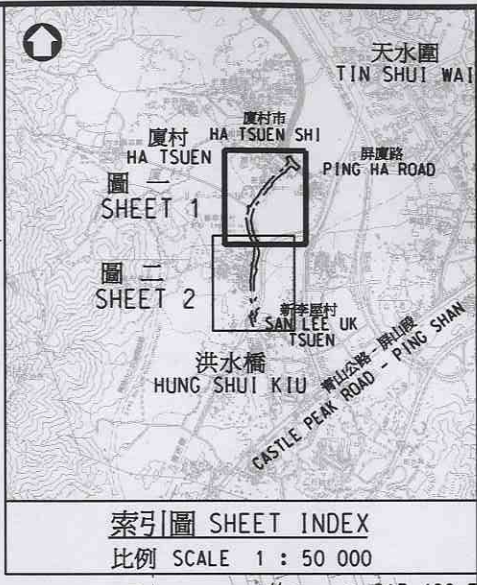 天水圍
TIN SHUI WAI
廈村市
HA TSUEN SHI
廈村
HA TSUEN
屏廈路
PING HA ROAD
圖一
SHEET 1
圖二
SHEET 2
新李屋村
SAN LEE UK
TSUEN
洪水橋
HUNG SHUI KIU
青山公路－屏山段
CASTLE PEAK ROAD - PING SHAN
索引圖 SHEET INDEX
比例 SCALE 1 : 50 000